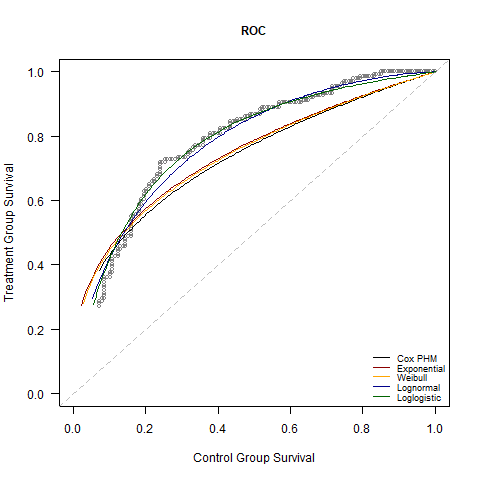 ROC
Treatment Group Survival
1.0
0.8
0.6
0.4
0.2
0.0
Cox PHM
Exponential
Weibull
Lognormal
Loglogistic
0.0 0.2 0.4 0.6 0.8 1.0
Control Group Survival